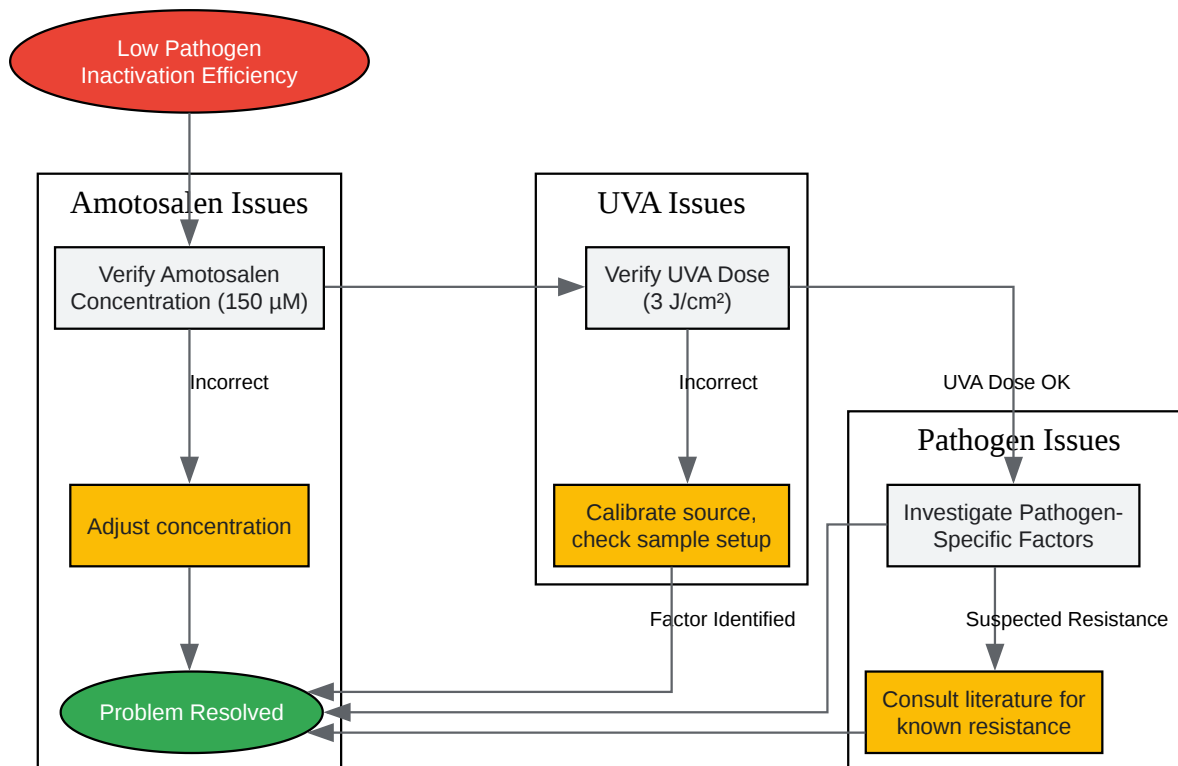 Low Pathogen
Inactivation Efficiency
Amotosalen Issues
UVA Issues
Verify Amotosalen
Concentration (150 µM)
Verify UVA Dose
(3 J/cm²)
Incorrect
Incorrect
UVA Dose OK
Pathogen Issues
Adjust concentration
Calibrate source,
check sample setup
Investigate Pathogen-
Specific Factors
Factor Identified
Suspected Resistance
Problem Resolved
Consult literature for
known resistance